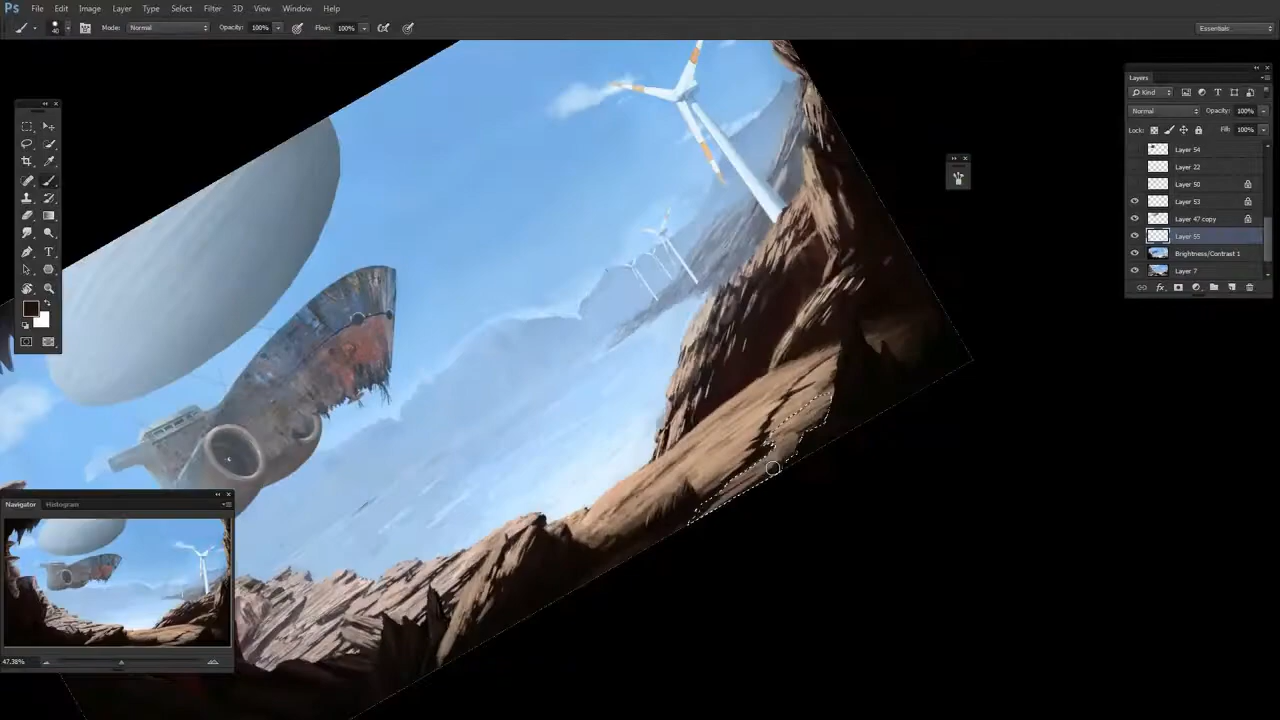 Ps File Edit Image Layer Type Select Filter 3D View Window Help
40 Mode: Normal Opacity: 100% Flow: 100% Essentials
Layers
Kind
Normal Opacity: 100%
Lock: Fill: 100%
Layer 54
Layer 22
Layer 50
Layer 53
Layer 47 copy
Layer 55
Brightness/Contrast 1
Layer 7
Navigator Histogram
47.38%